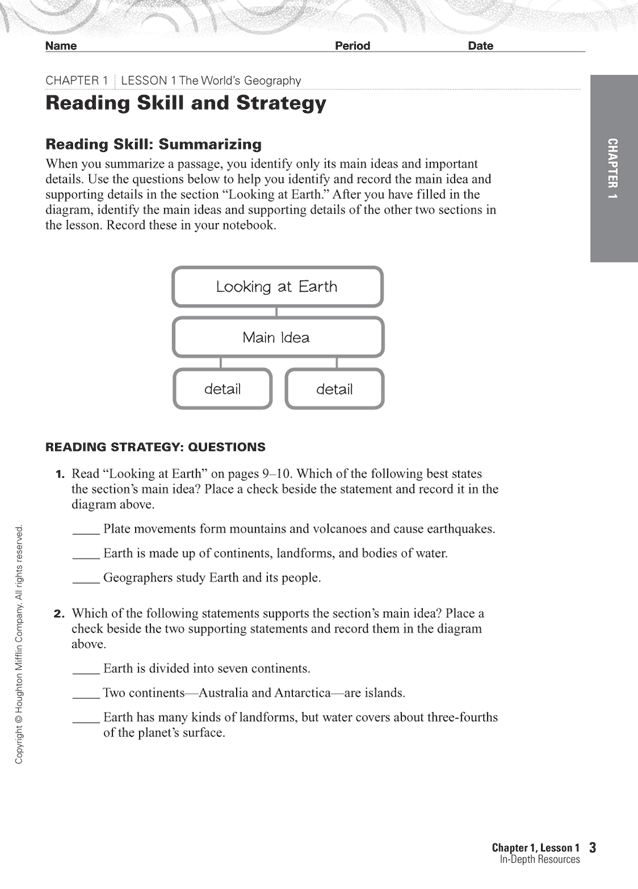 Name Period Date
CHAPTER 1 LESSON 1 The World's Geography
Reading Skill and Strategy
CHAPTER 1
Reading Skill: Summarizing
When you summarize a passage, you identify only its main ideas and important
details. Use the questions below to help you identify and record the main idea and
supporting details in the section “Looking at Earth.” After you have filled in the
diagram, identify the main ideas and supporting details of the other two sections in
the lesson. Record these in your notebook.
Looking at Earth
Main Idea
detail detail
READING STRATEGY: QUESTIONS
1. Read “Looking at Earth” on pages 9–10. Which of the following best states
the section's main idea? Place a check beside the statement and record it in the
diagram above.
____ Plate movements form mountains and volcanoes and cause earthquakes.
____ Earth is made up of continents, landforms, and bodies of water.
____ Geographers study Earth and its people.
2. Which of the following statements supports the section's main idea? Place a
check beside the two supporting statements and record them in the diagram
above.
____ Earth is divided into seven continents.
____ Two continents—Australia and Antarctica—are islands.
____ Earth has many kinds of landforms, but water covers about three-fourths
of the planet's surface.
Copyright © Houghton Mifflin Company. All rights reserved.
Chapter 1, Lesson 1 3
In-Depth Resources